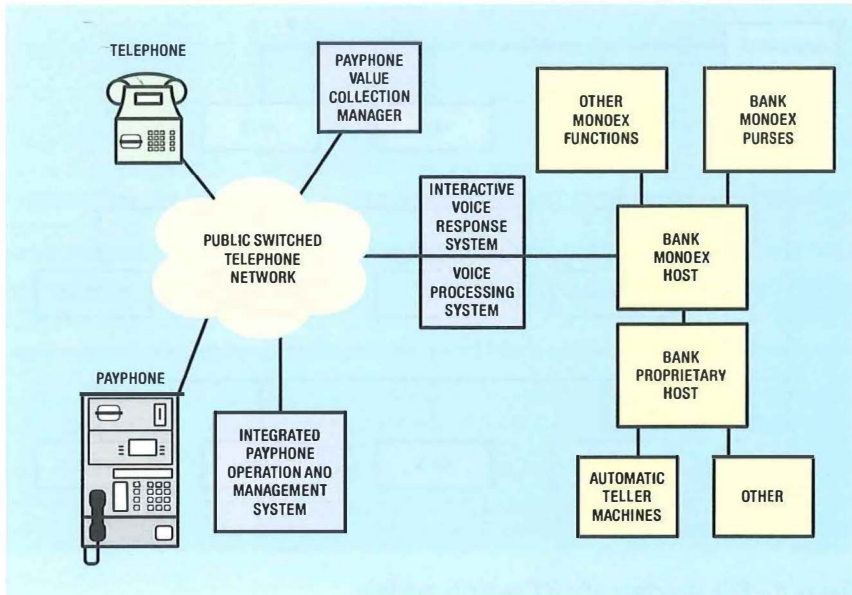 TELEPHONE
PAYPHONE
VALUE
COLLECTION
MANAGER
OTHER
MONOEX
FUNCTIONS
BANK
MONOEX
PURSES
PUBLIC SWITCHED
TELEPHONE
NETWORK
INTERACTIVE
VOICE
RESPONSE
SYSTEM
VOICE
PROCESSING
SYSTEM
BANK
MONOEX
HOST
PAYPHONE
INTEGRATED
PAYPHONE
OPERATION AND
MANAGEMENT
SYSTEM
BANK
PROPRIETARY
HOST
AUTOMATIC
TELLER
MACHINES
OTHER